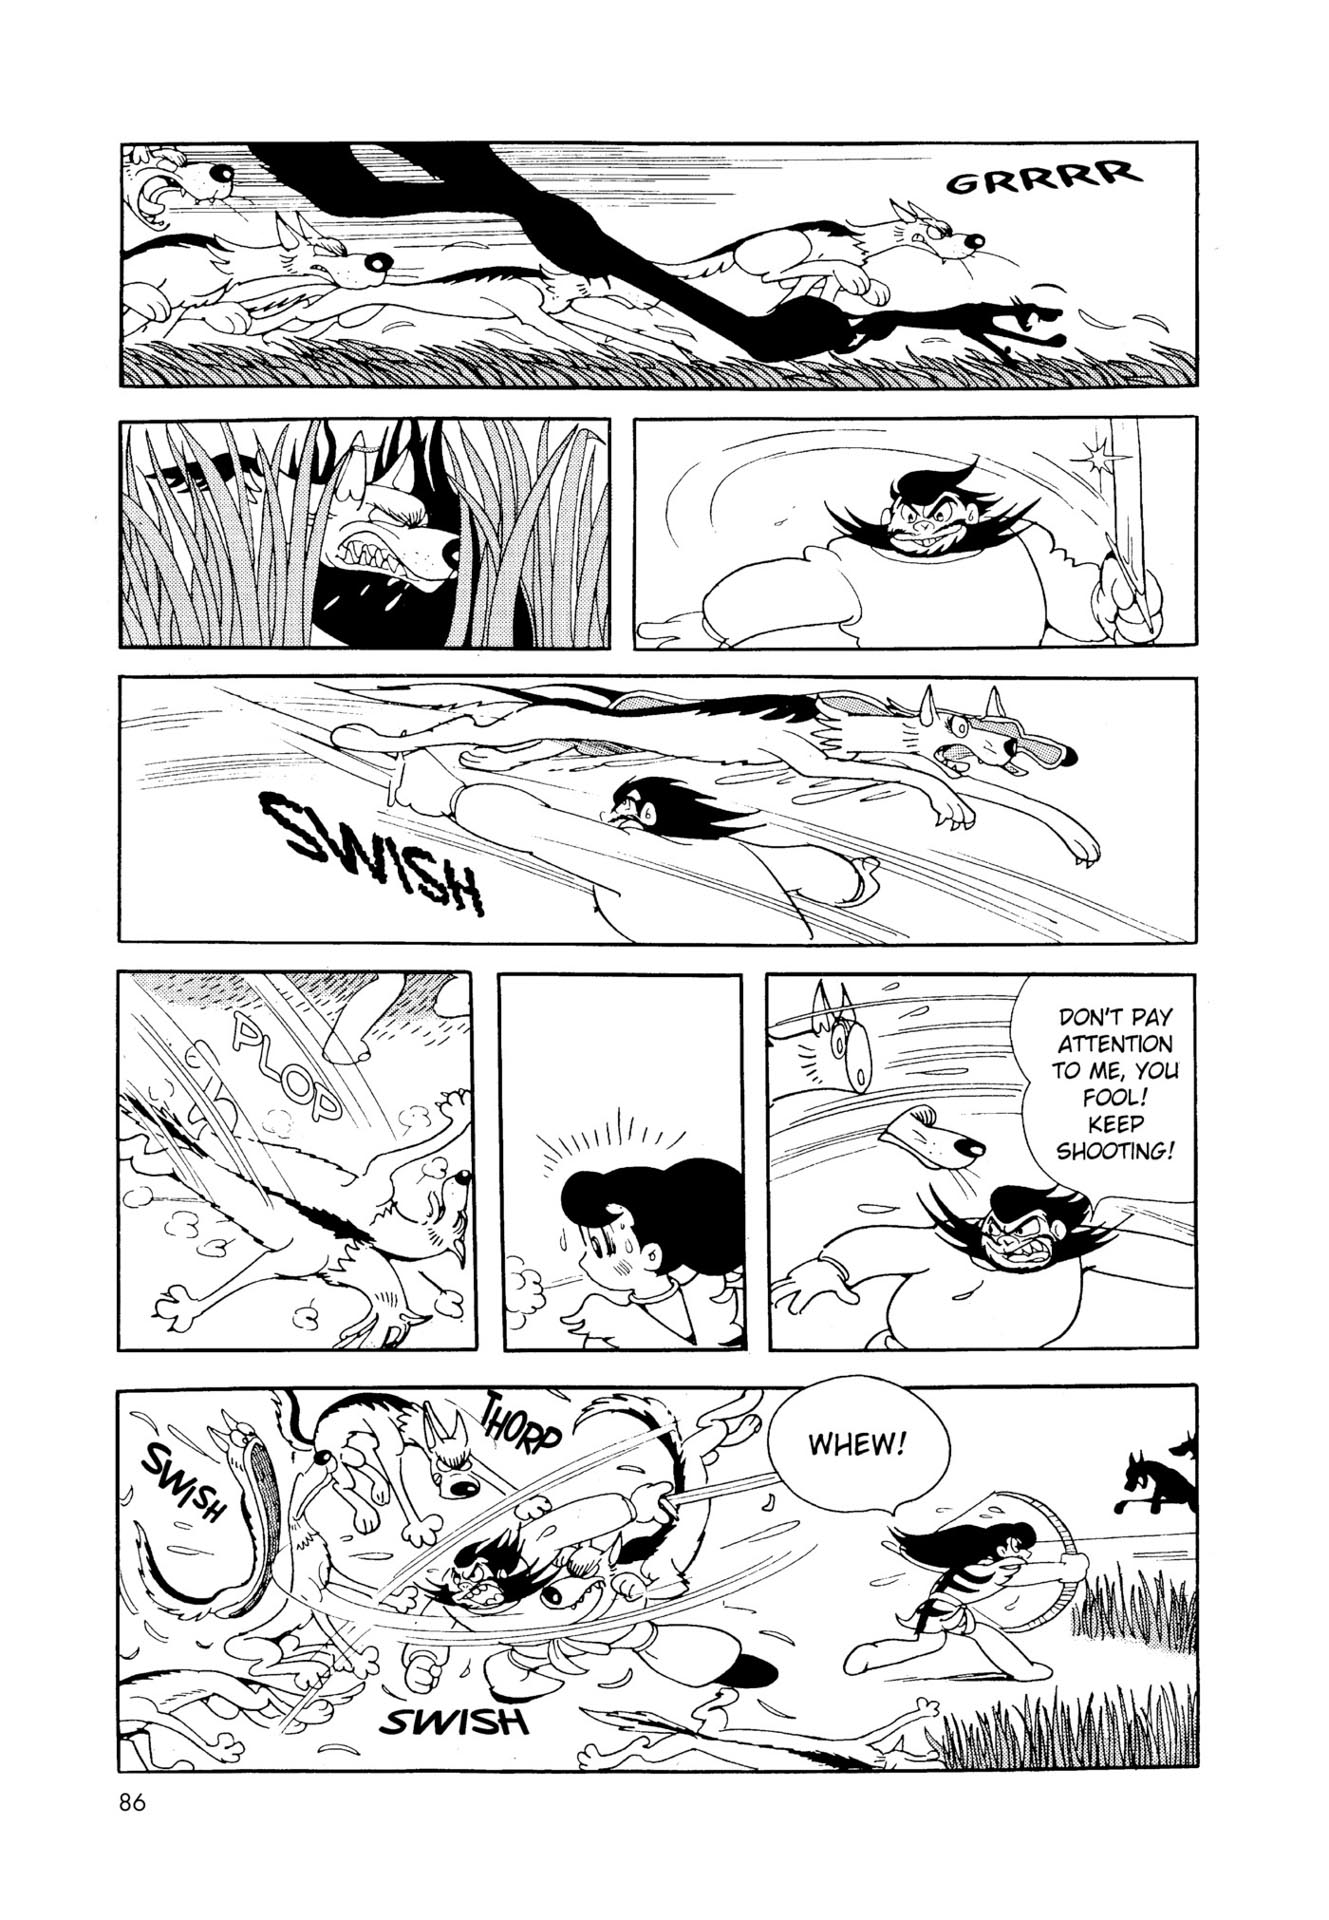 GRRRR
SWISH
PLOP
DON'T PAY
ATTENTION
TO ME, YOU
FOOL!
KEEP
SHOOTING!
SWISH
THORP
WHEW!
SWISH
86